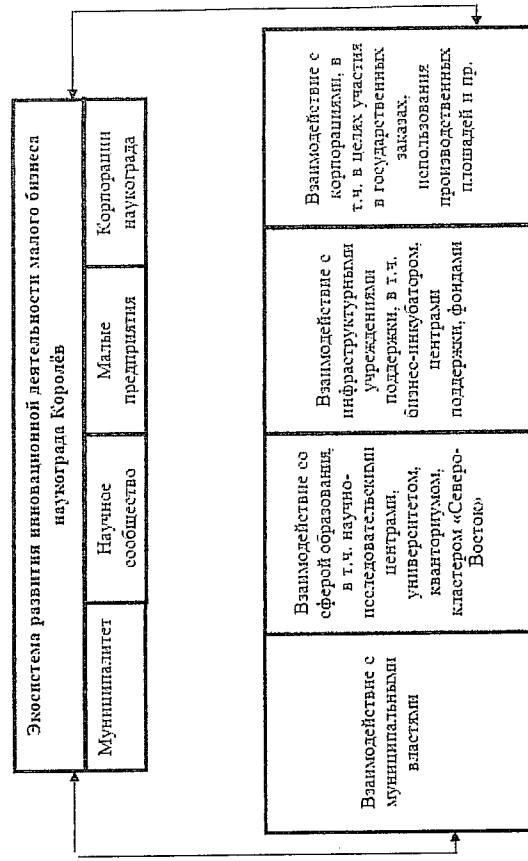 Экосистема развития инновационной деятельности малого бизнеса
наукограда Королёв
Муниципалитет
Научное
сообщество
Малые
предприятия
Корпорации
наукограда
Взаимодействие с
муниципальными
властями
Взаимодействие со
сферой образования,
в т.ч. научно-
исследовательскими
центрами,
университетом,
кванториумом,
кластером «Северо-
Восток»
Взаимодействие с
инфраструктурными
учреждениями
поддержки, в т.ч.
бизнес-инкубатором,
центрами
поддержки, фондами
Взаимодействие с
корпорациями, в
т.ч. в целях участия
в государственных
заказах,
использования
производственных
площадей и пр.